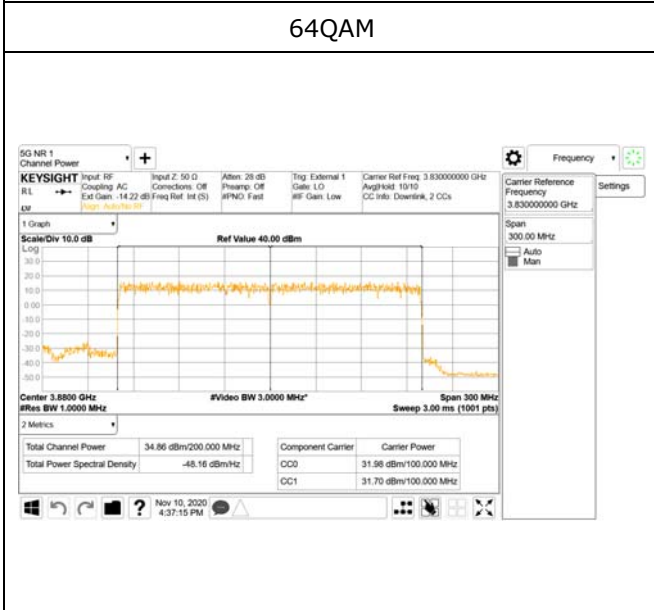 64QAM
5G NR 1
Channel Power
+
Frequency
KEYSIGHT Input: RF Input Z: 50 Ω Atten: 28 dB Trig: External 1 Carrier Ref Freq: 3.830000000 GHz
RL Coupling: AC Corrections: Off Preamp: Off Gate: LO Avg|Hold: 10/10
Ext Gain: -14.22 dB Freq Ref: Int (S) #PNO: Fast #IF Gain: Low CC Info: Downlink, 2 CCs
Align: Auto/No RF
Carrier Reference
Frequency
3.830000000 GHz
Settings
Span
300.00 MHz
Auto
Man
1 Graph
Scale/Div 10.0 dB Ref Value 40.00 dBm
Log
30.0
20.0
10.0
0.00
-10.0
-20.0
-30.0
-40.0
-50.0
Center 3.8800 GHz #Video BW 3.0000 MHz* Span 300 MHz
#Res BW 1.0000 MHz Sweep 3.00 ms (1001 pts)
2 Metrics
Total Channel Power 34.86 dBm/200.000 MHz
Total Power Spectral Density -48.16 dBm/Hz
Component Carrier Carrier Power
CC0 31.98 dBm/100.000 MHz
CC1 31.70 dBm/100.000 MHz
? Nov 10, 2020
4:37:15 PM